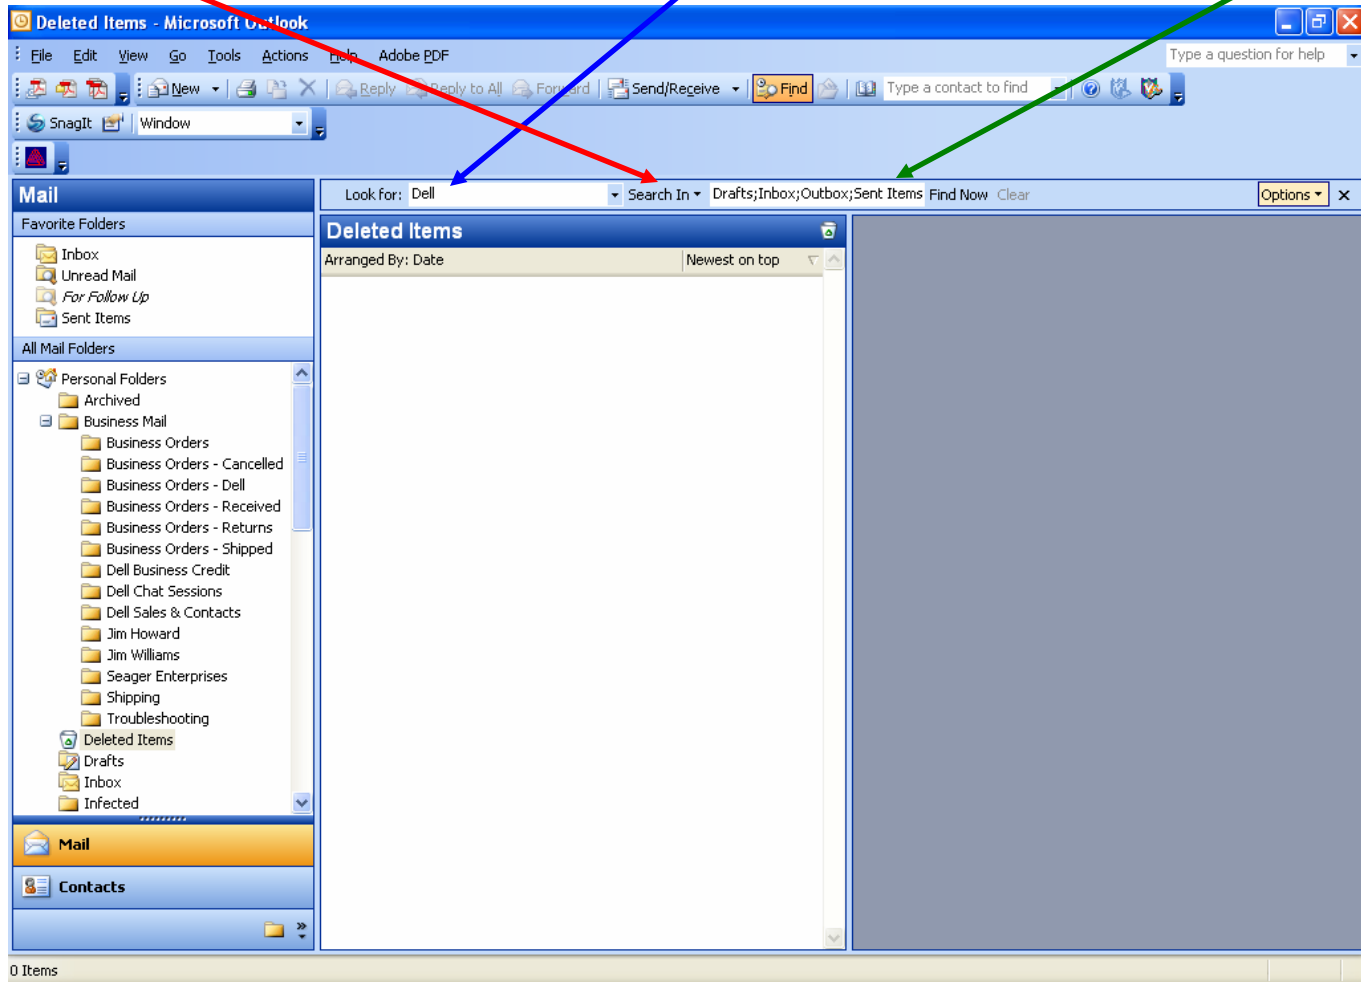 Deleted Items - Microsoft Outlook
File Edit View Go Tools Actions Help Adobe PDF Type a question for help
New Reply Reply to All Forward Send/Receive Find Type a contact to find
SnagIt Window
Mail
Look for: Dell Search In Drafts;Inbox;Outbox;Sent Items Find Now Clear Options
Favorite Folders
Inbox
Unread Mail
For Follow Up
Sent Items
All Mail Folders
Personal Folders
Archived
Business Mail
Business Orders
Business Orders - Cancelled
Business Orders - Dell
Business Orders - Received
Business Orders - Returns
Business Orders - Shipped
Dell Business Credit
Dell Chat Sessions
Dell Sales & Contacts
Jim Howard
Jim Williams
Seager Enterprises
Shipping
Troubleshooting
Deleted Items
Drafts
Inbox
Infected
Mail
Contacts
Deleted Items
Arranged By: Date Newest on top
0 Items